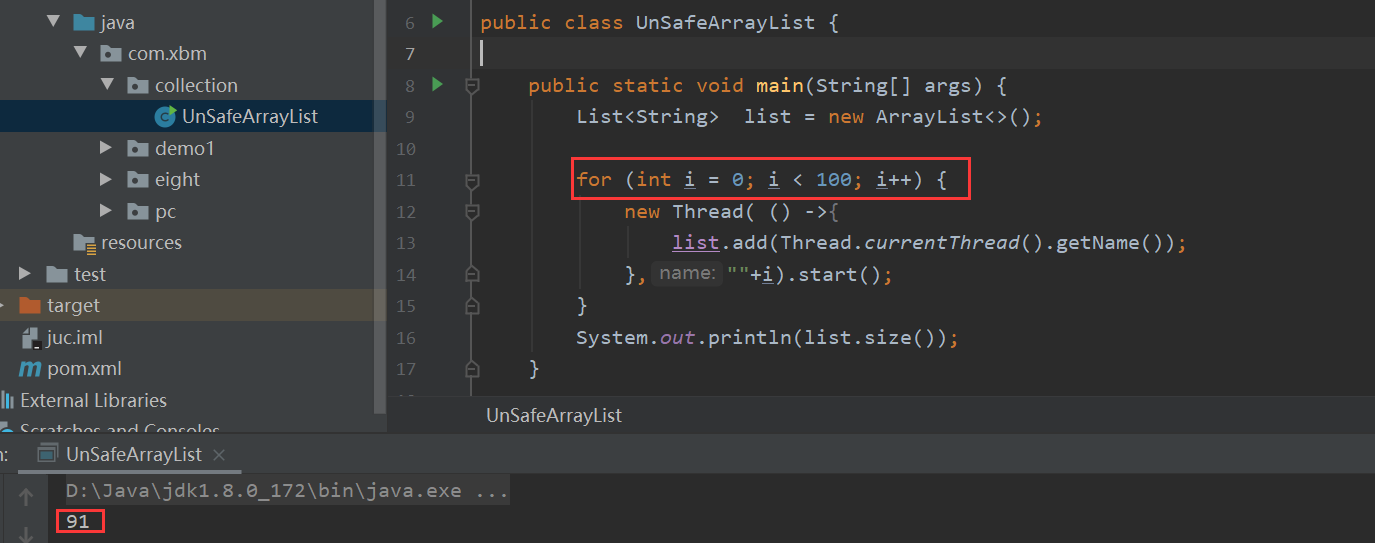 java
com.xbm
collection
UnSafeArrayList
demo1
eight
pc
resources
test
target
juc.iml
pom.xml
External Libraries
Scratches and Consoles
6 public class UnSafeArrayList {
7
8 public static void main(String[] args) {
9 List<String>  list = new ArrayList<>();
10
11 for (int i = 0; i < 100; i++) {
12 new Thread( () ->{
13 list.add(Thread.currentThread().getName());
14 }, name: ""+i).start();
15 }
16 System.out.println(list.size());
17 }
UnSafeArrayList
: UnSafeArrayList ×
D:\Java\jdk1.8.0_172\bin\java.exe ...
91